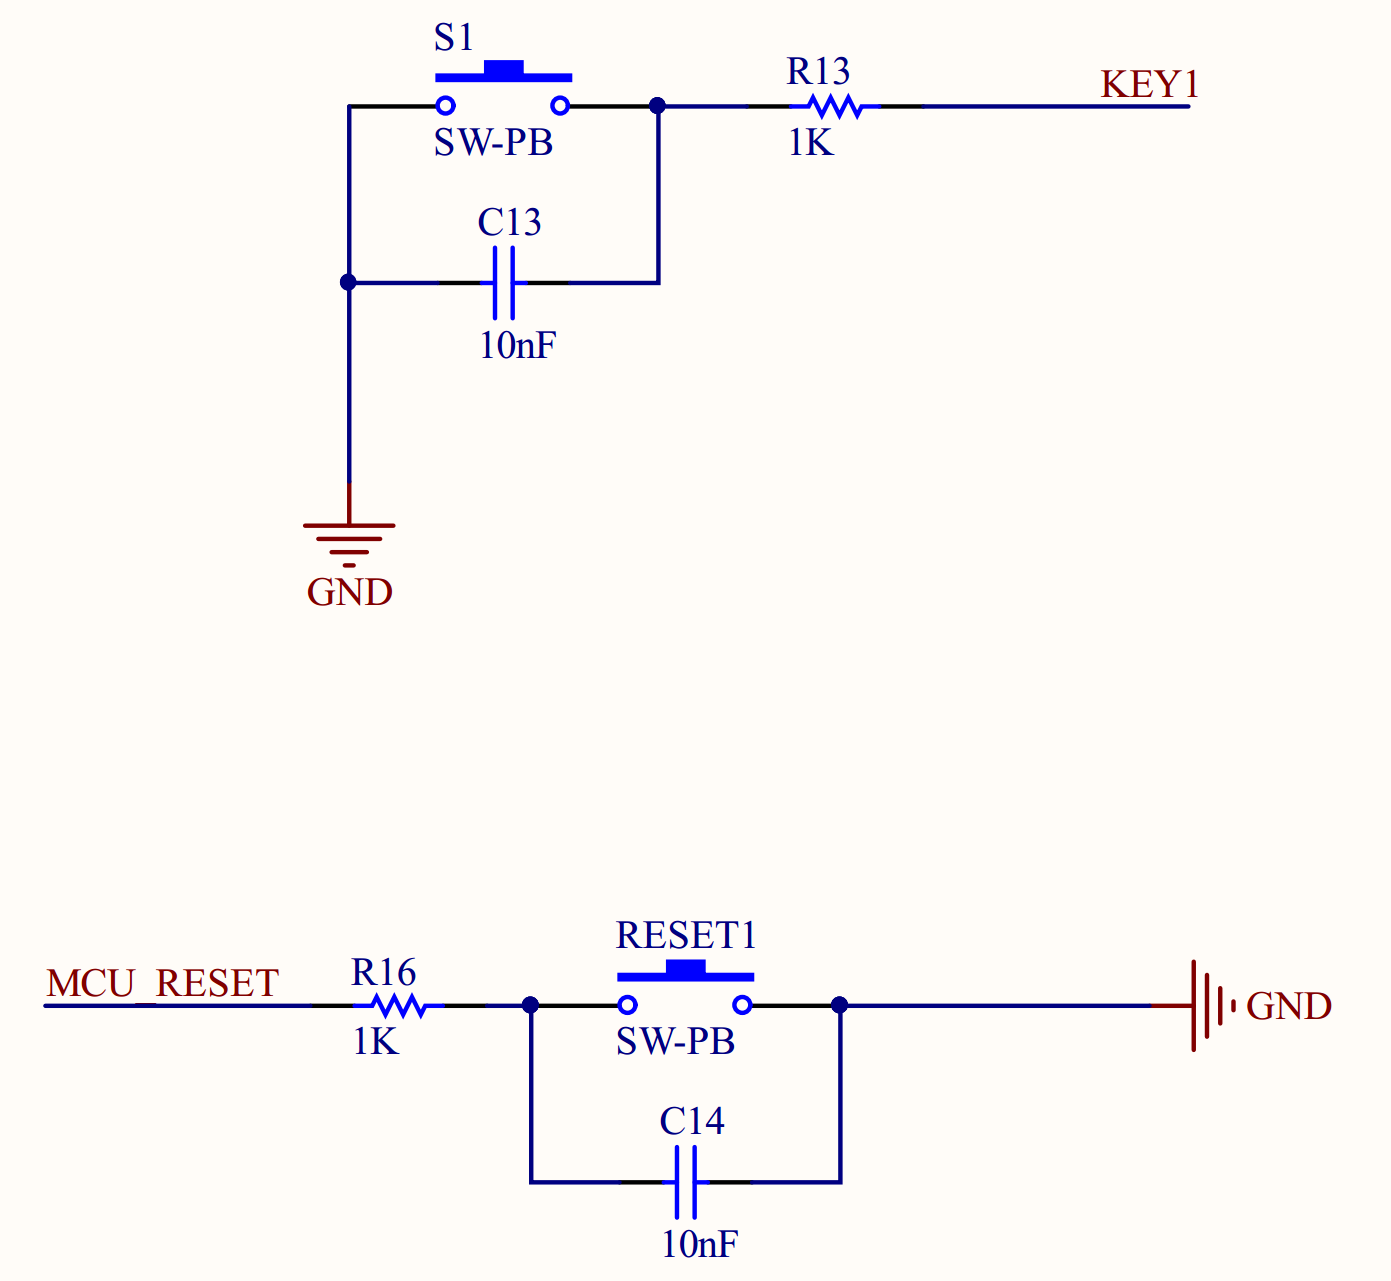 S1
R13
KEY1
SW-PB
1K
C13
10nF
GND
RESET1
MCU_RESET
R16
GND
1K
SW-PB
C14
10nF